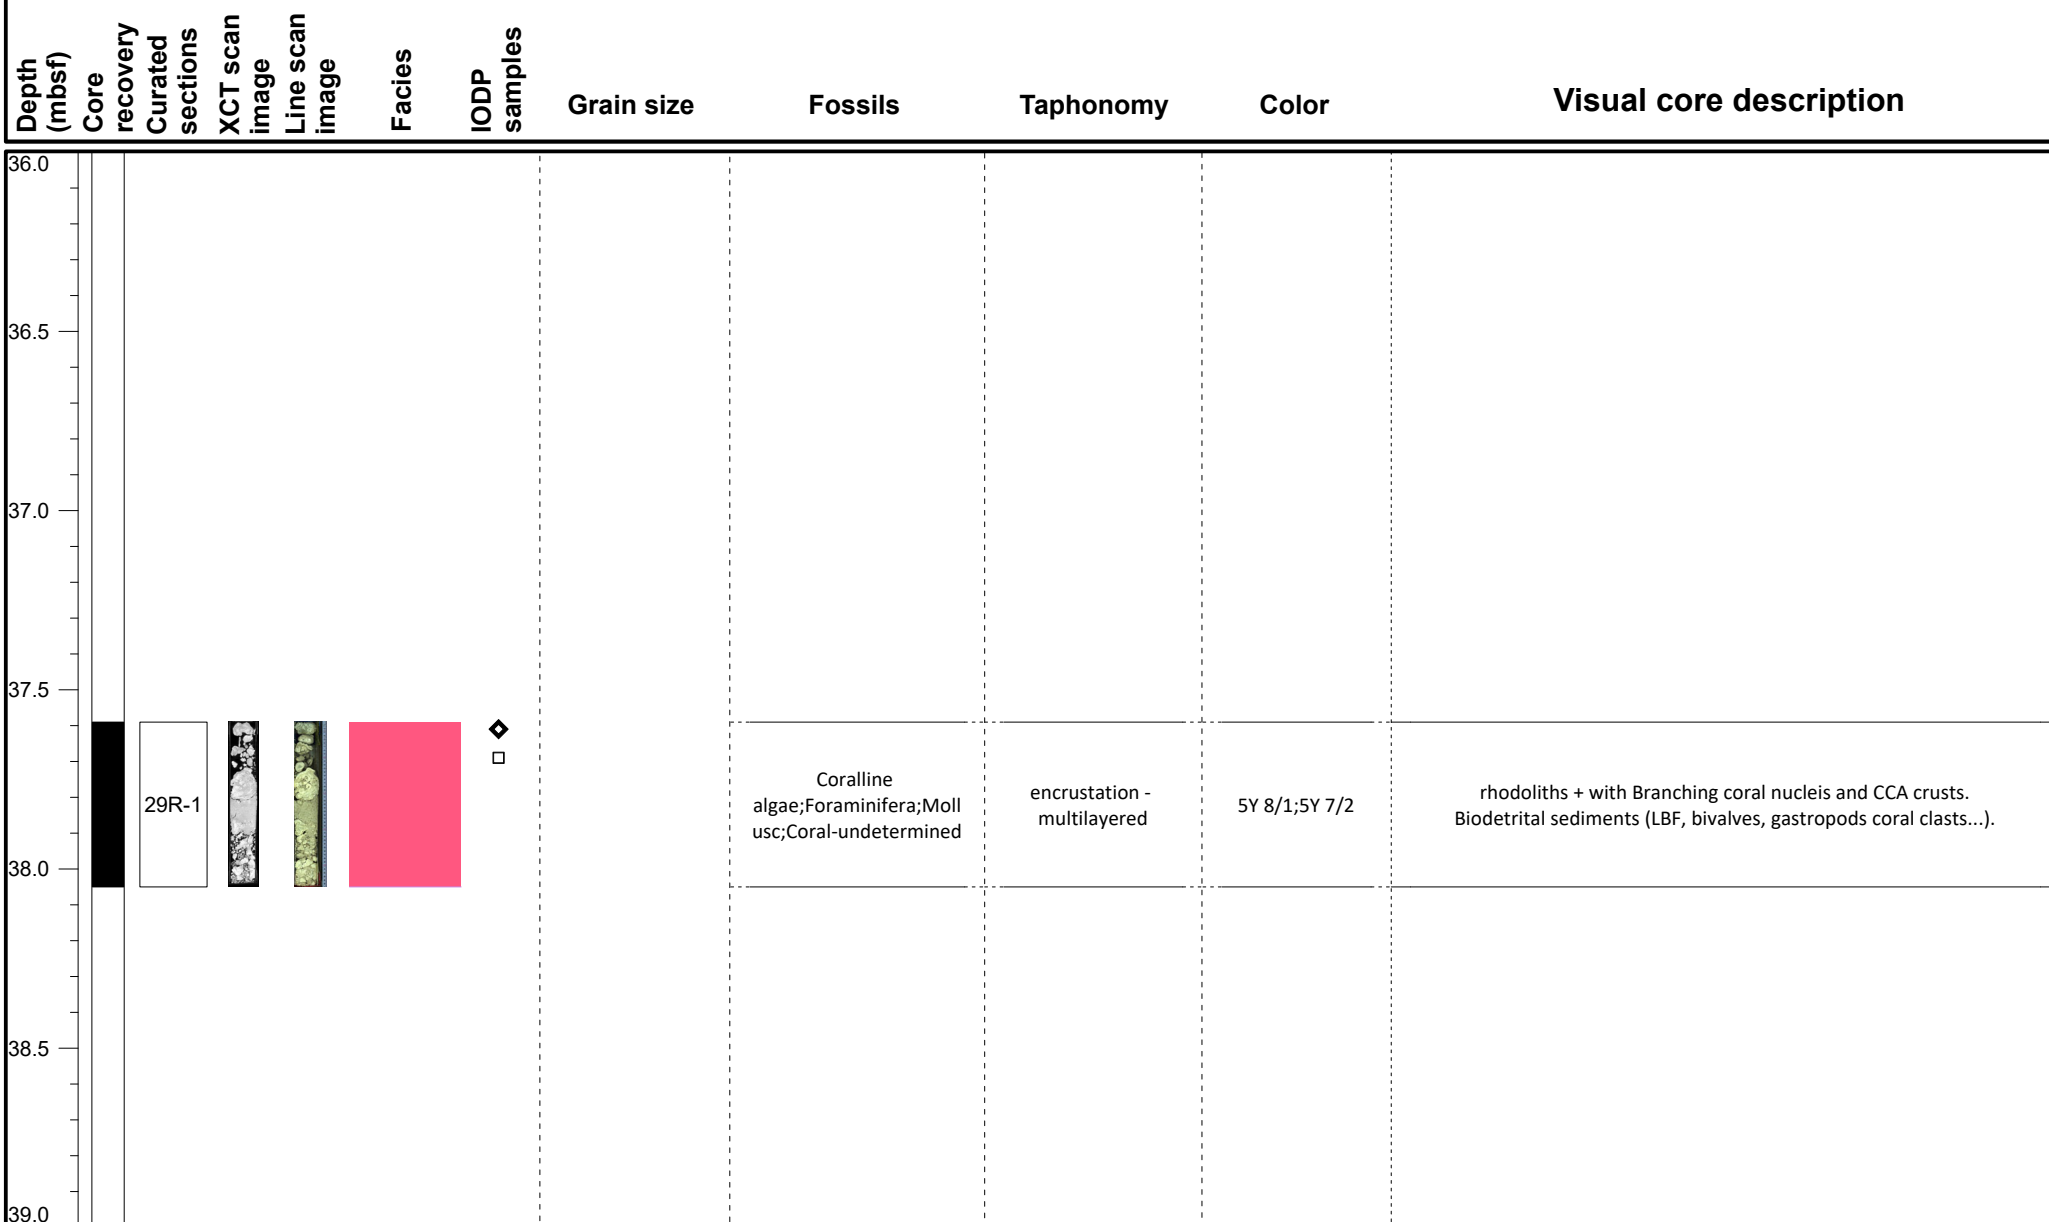 Depth
(mbsf)
Core
recovery
Curated
sections
XCT scan
image
Line scan
image
Facies
IODP
samples
Grain size
Fossils
Taphonomy
Color
Visual core description
36.0
36.5
37.0
37.5
38.0
38.5
39.0
29R-1
Coralline
algae;Foraminifera;Moll
usc;Coral-undetermined
encrustation -
multilayered
5Y 8/1;5Y 7/2
rhodoliths + with Branching coral nucleis and CCA crusts.
Biodetrital sediments (LBF, bivalves, gastropods coral clasts...).